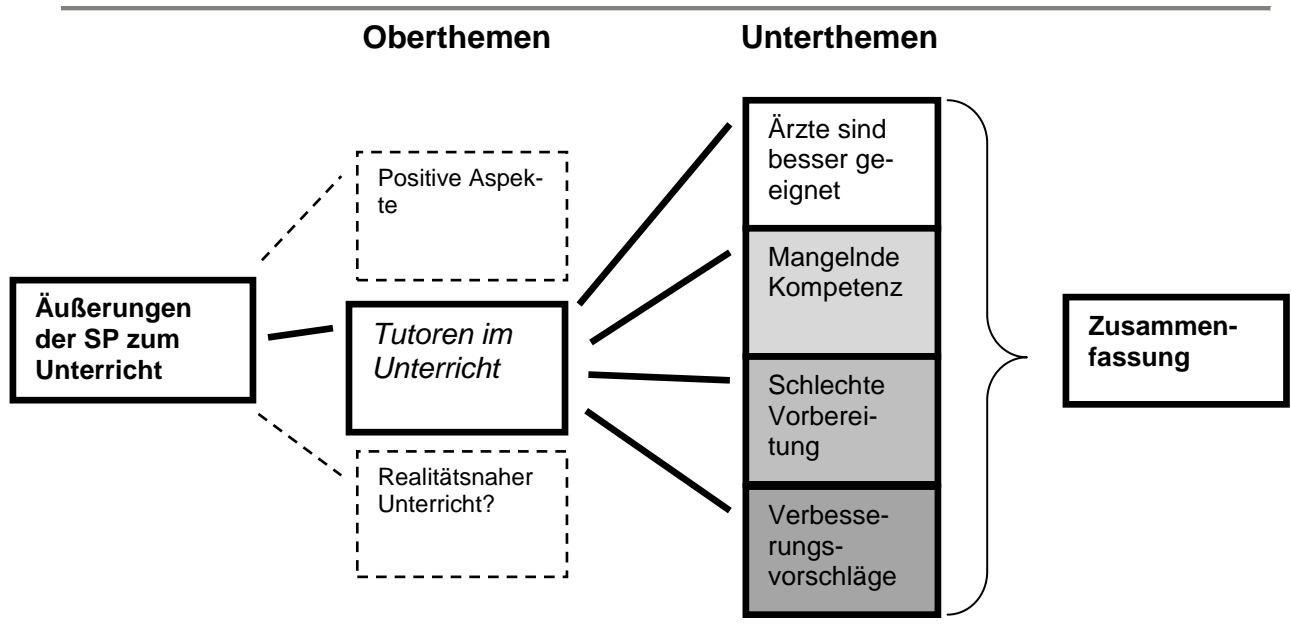 Oberthemen
Unterthemen
Äußerungen
der SP zum
Unterricht
Positive Aspek-
te
Tutoren im
Unterricht
Realitätsnaher
Unterricht?
Ärzte sind
besser ge-
eignet
Mangelnde
Kompetenz
Schlechte
Vorberei-
tung
Verbesse-
rungs-
vorschläge
Zusammen-
fassung